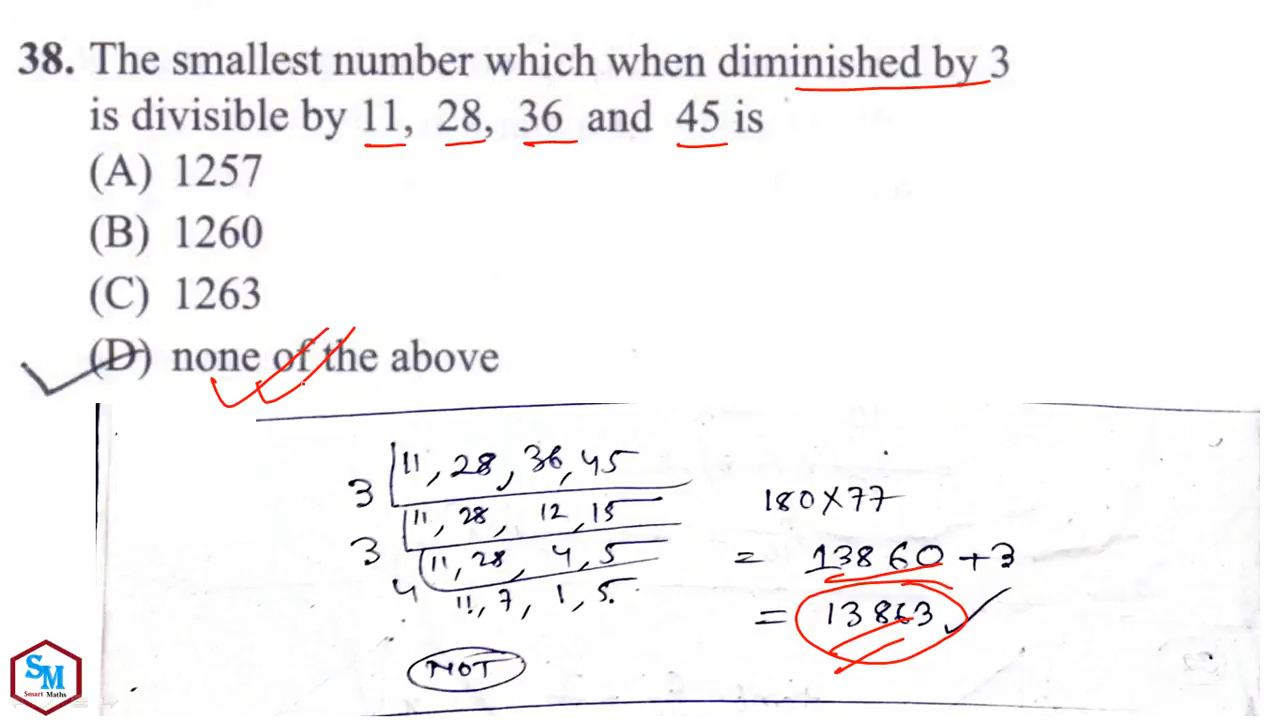 38. The smallest number which when diminished by 3
is divisible by 11, 28, 36 and 45 is
(A) 1257
(B) 1260
(C) 1263
(D) none of the above
3 | 11, 28, 36, 45
3 | 11, 28, 12, 15
4 | 11, 28, 4, 5
11, 7, 1, 5.
NOT
180 X 77
= 13860 + 3
= 13863
SM
Smart Maths